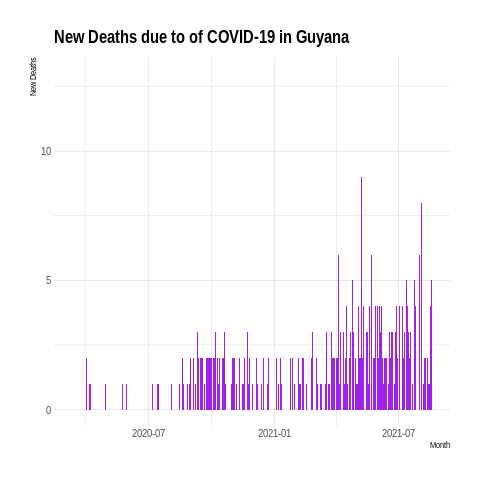 New Deaths due to of COVID-19 in Guyana
New Deaths
10
5
0
2020-07
2021-01
2021-07
Month